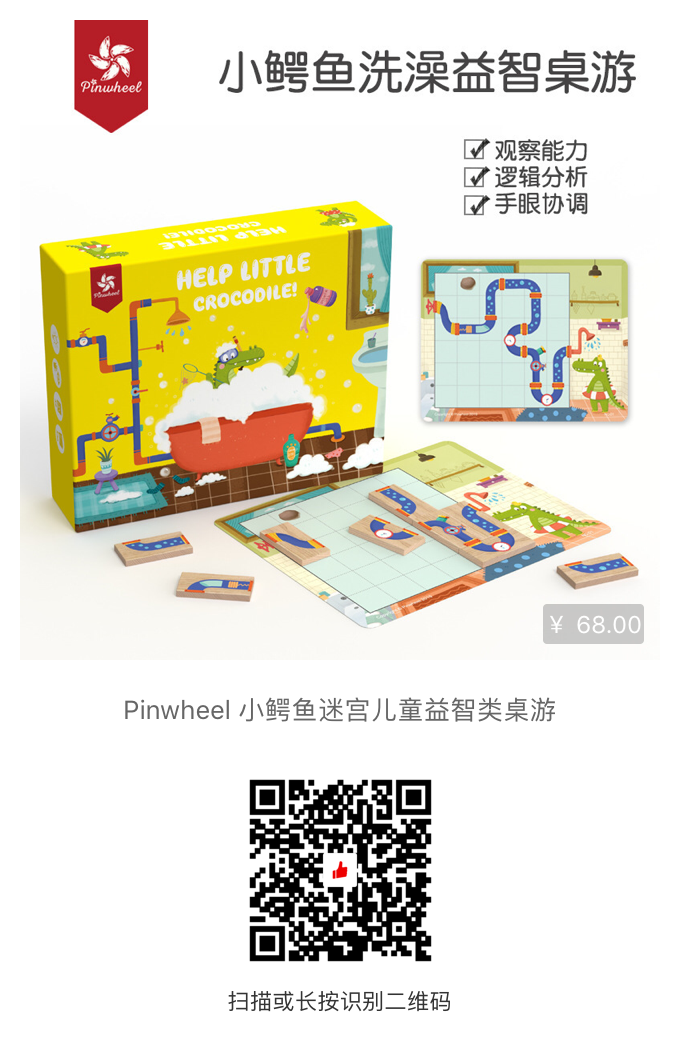 Pinwheel
小鳄鱼洗澡益智桌游
观察能力
逻辑分析
手眼协调
HELP LITTLE
CROCODILE!
Pinwheel
HELP LITTLE
CROCODILE!
¥ 68.00
Pinwheel 小鳄鱼迷宫儿童益智类桌游
扫描或长按识别二维码